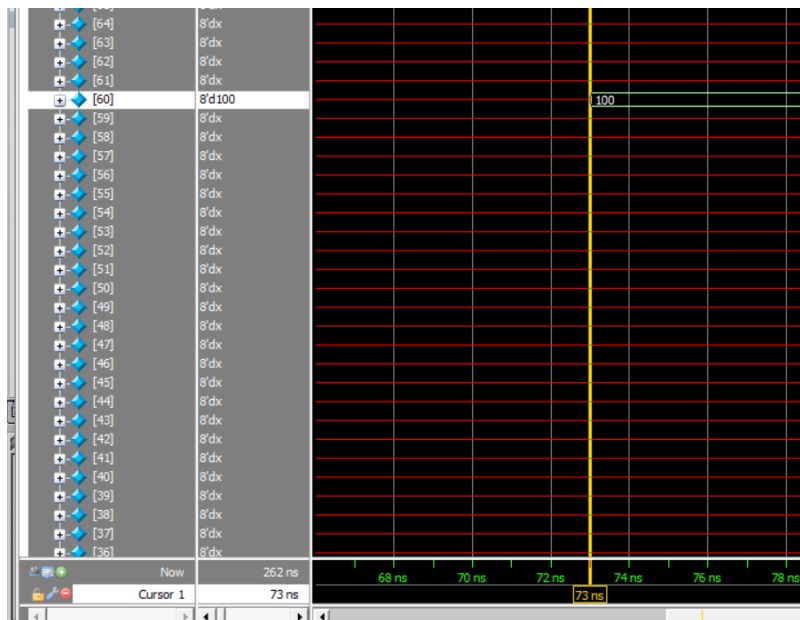 [64] 8'dx
[63] 8'dx
[62] 8'dx
[61] 8'dx
[60] 8'd100 100
[59] 8'dx
[58] 8'dx
[57] 8'dx
[56] 8'dx
[55] 8'dx
[54] 8'dx
[53] 8'dx
[52] 8'dx
[51] 8'dx
[50] 8'dx
[49] 8'dx
[48] 8'dx
[47] 8'dx
[46] 8'dx
[45] 8'dx
[44] 8'dx
[43] 8'dx
[42] 8'dx
[41] 8'dx
[40] 8'dx
[39] 8'dx
[38] 8'dx
[37] 8'dx
[36] 8'dx
Now 262 ns 68 ns 70 ns 72 ns 74 ns 76 ns 78 ns
Cursor 1 73 ns 73 ns